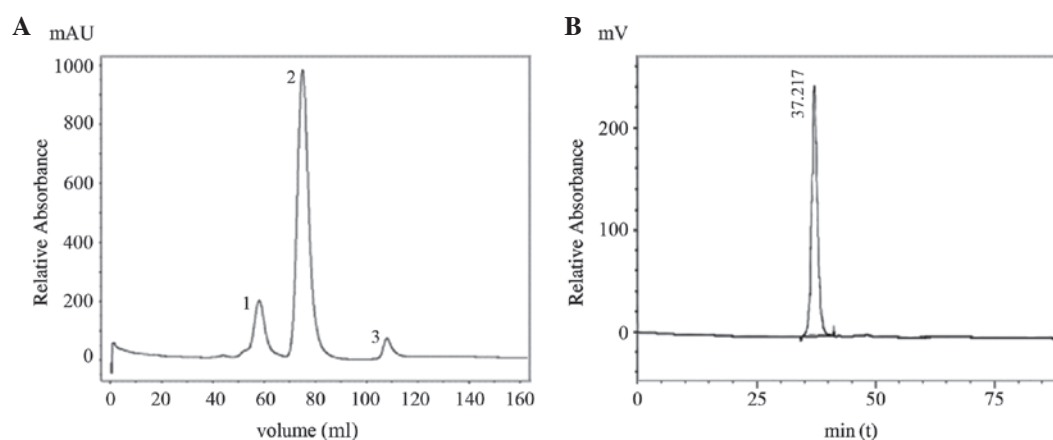 A mAU
1000
800
600
400
200
0
Relative Absorbance
1
2
3
0 20 40 60 80 100 120 140 160
volume (ml)
B mV
200
100
0
Relative Absorbance
37.217
0 25 50 75
min (t)